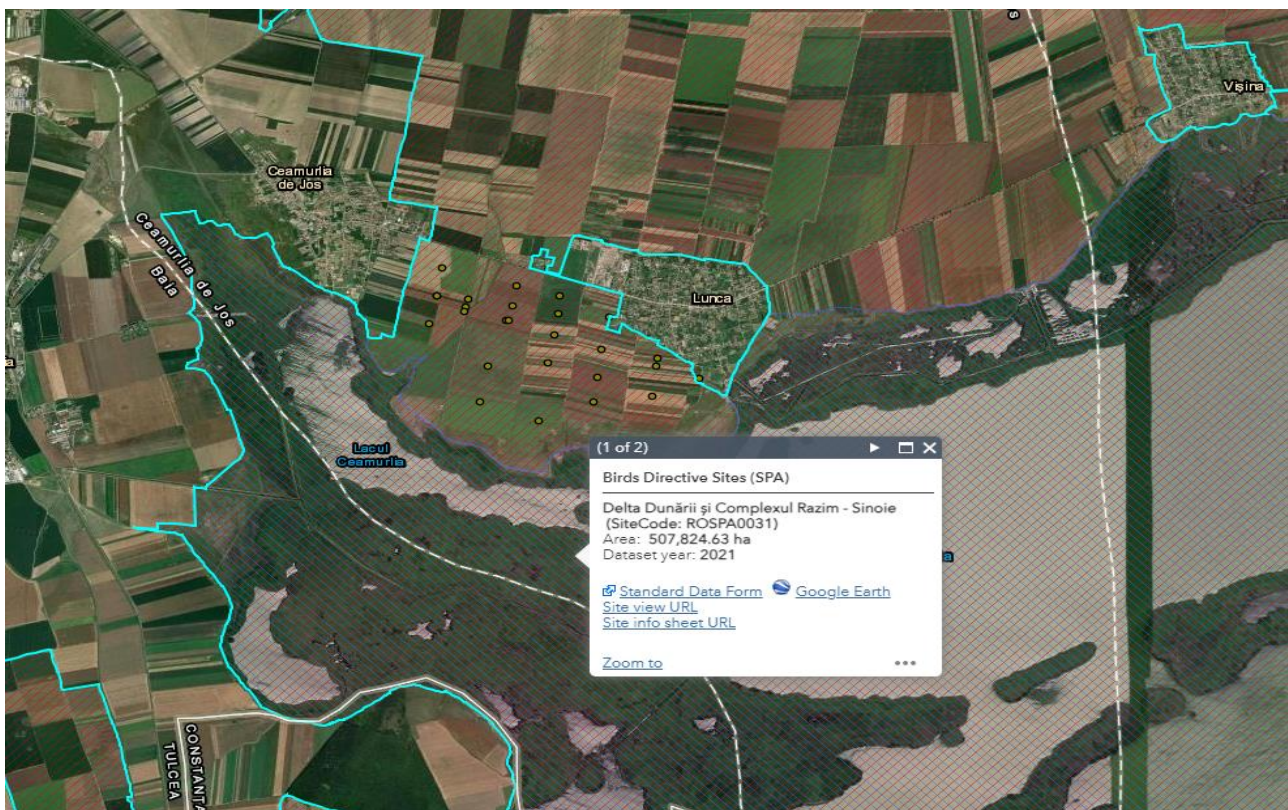 s
Vişina
Ceamurlia
de Jos
Ceamurlia de Jos
Baia
Lunca
ia
Lacul
Ceamurlia
(1 of 2)
Birds Directive Sites (SPA)
Delta Dunării și Complexul Razim - Sinoie
(SiteCode: ROSPA0031)
Area: 507,824.63 ha
Dataset year: 2021
a
Standard Data Form Google Earth
Site view URL
Site info sheet URL
Zoom to
CONSTANTA
TULCEA